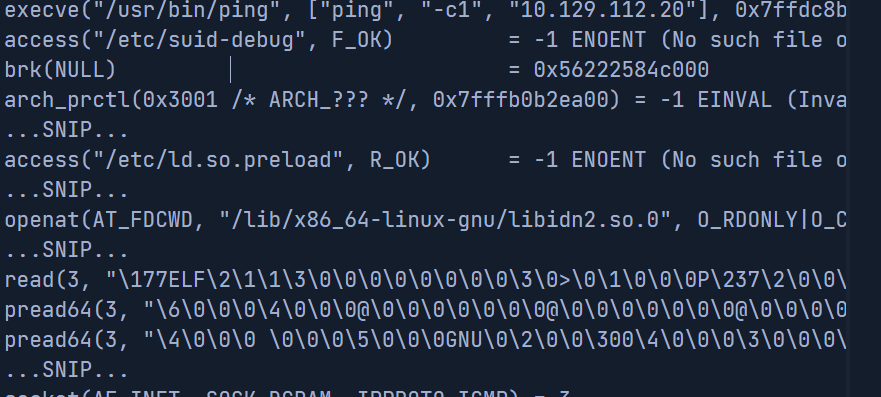 execve("/usr/bin/ping", ["ping", "-c1", "10.129.112.20"], 0x7ffdc8b
access("/etc/suid-debug", F_OK)         = -1 ENOENT (No such file o
brk(NULL)                               = 0x56222584c000
arch_prctl(0x3001 /* ARCH_??? */, 0x7fffb0b2ea00) = -1 EINVAL (Inva
...SNIP...
access("/etc/ld.so.preload", R_OK)      = -1 ENOENT (No such file o
...SNIP...
openat(AT_FDCWD, "/lib/x86_64-linux-gnu/libidn2.so.0", O_RDONLY|O_C
...SNIP...
read(3, "\177ELF\2\1\1\3\0\0\0\0\0\0\0\0\3\0>\0\1\0\0\0P\237\2\0\0\
pread64(3, "\6\0\0\0\4\0\0\0@\0\0\0\0\0\0\0@\0\0\0\0\0\0\0@\0\0\0\0
pread64(3, "\4\0\0\0 \0\0\0\5\0\0\0GNU\0\2\0\0\300\4\0\0\0\3\0\0\0\
...SNIP...
socket(AF_INET, SOCK_DGRAM, IPPROTO_ICMP) = 3